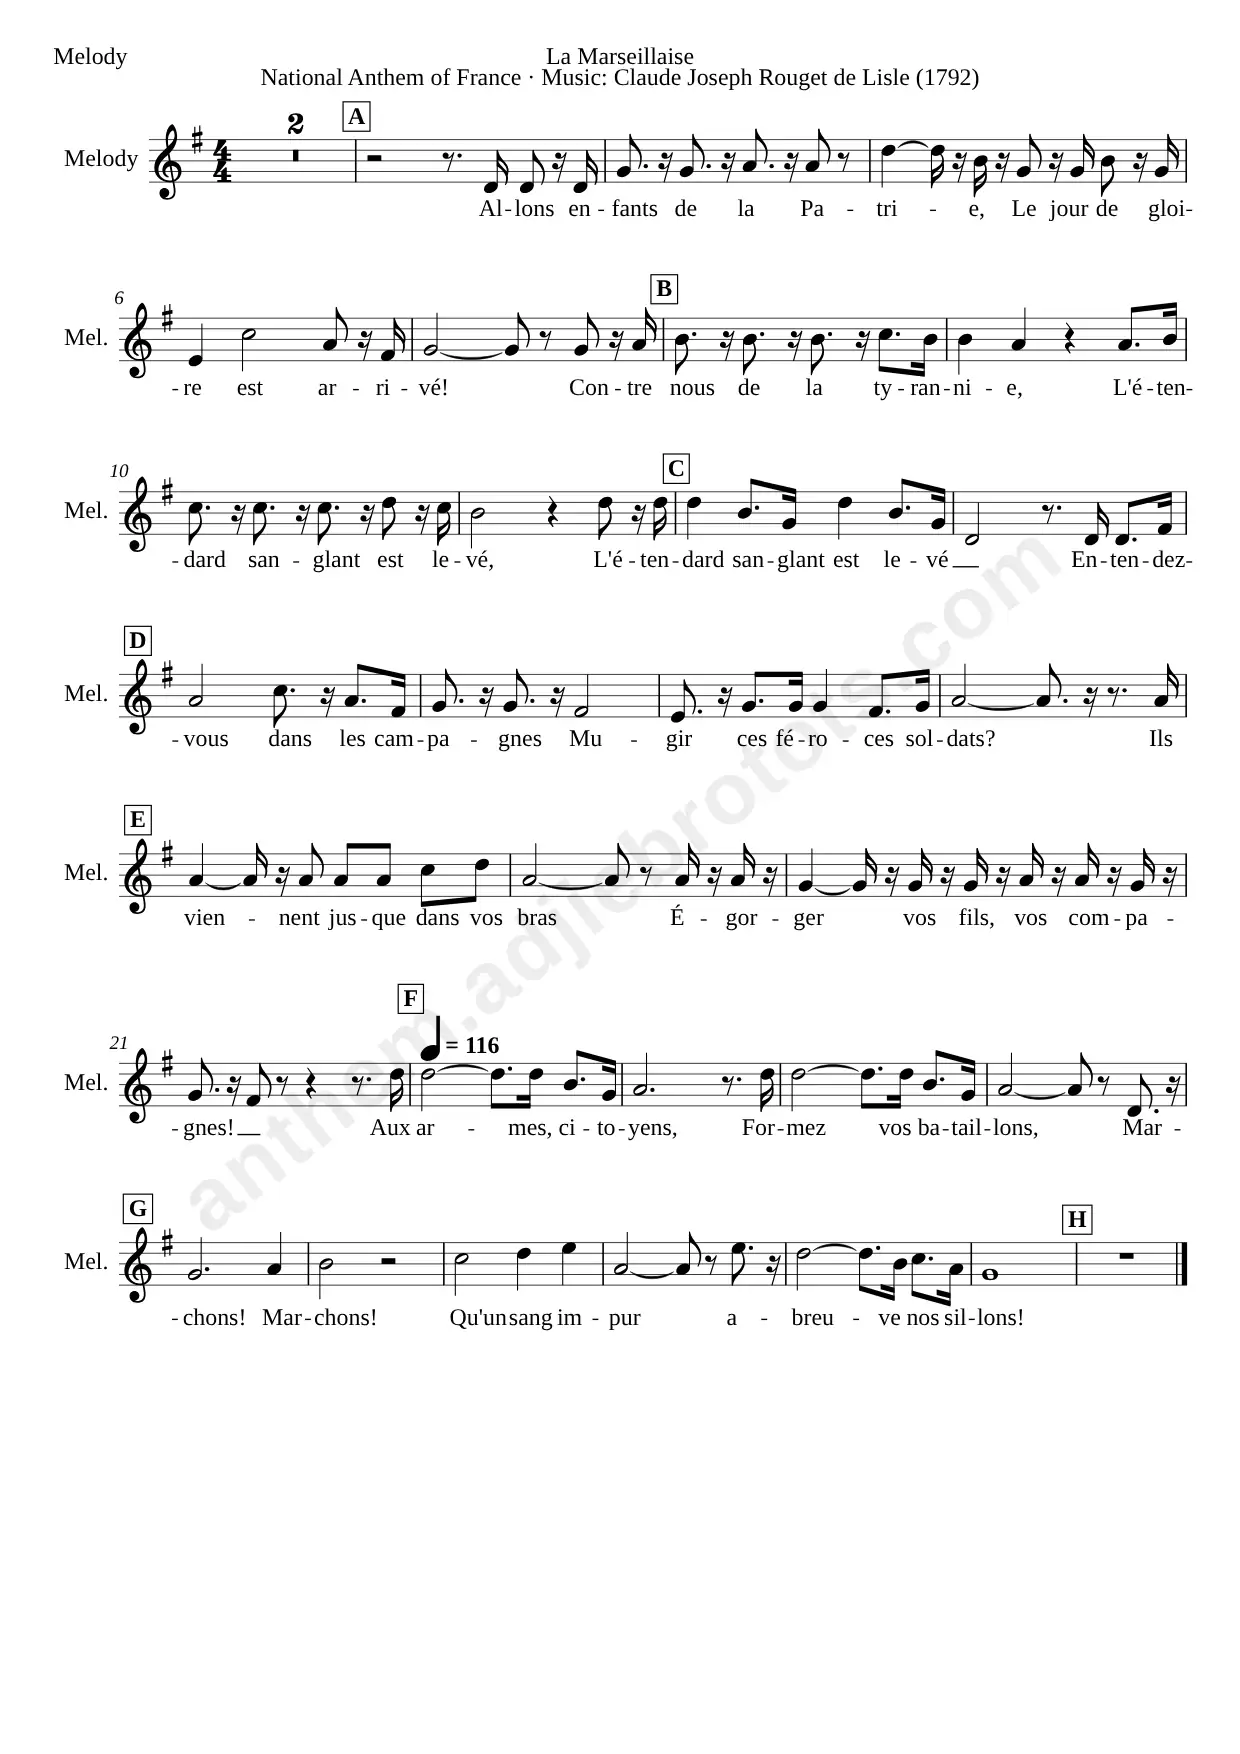 Melody La Marseillaise
National Anthem of France · Music: Claude Joseph Rouget de Lisle (1792)
2 A
Melody 4/4
Al - lons en - fants de la Pa - tri - e, Le jour de gloi -
6 B
Mel.
- re est ar - ri - vé! Con - tre nous de la ty - ran - ni - e, L'é - ten -
10 C
Mel.
- dard san - glant est le - vé, L'é - ten - dard san - glant est le - vé __ En - ten - dez -
D
Mel.
- vous dans les cam - pa - gnes Mu - gir ces fé - ro - ces sol - dats? Ils
E
Mel.
vien - nent jus - que dans vos bras É - gor - ger vos fils, vos com - pa -
F
21 = 116
Mel.
- gnes! __ Aux ar - mes, ci - to - yens, For - mez vos ba - tail - lons, Mar -
G H
Mel.
- chons! Mar - chons! Qu'un sang im - pur a - breu - ve nos sil - lons!
anthem.adjiebrotots.com